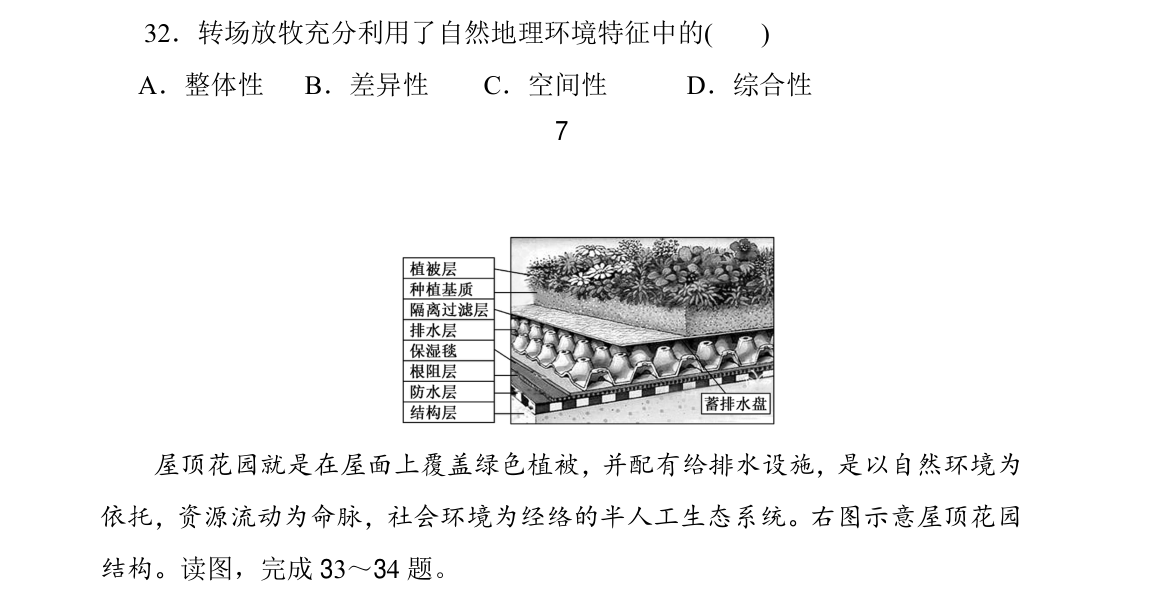 32．转场放牧充分利用了自然地理环境特征中的(　　)
A．整体性　B．差异性　　C．空间性　　　D．综合性
7
植被层
种植基质
隔离过滤层
排水层
保湿毯
根阻层
防水层
结构层
蓄排水盘
屋顶花园就是在屋面上覆盖绿色植被，并配有给排水设施，是以自然环境为
依托，资源流动为命脉，社会环境为经络的半人工生态系统。右图示意屋顶花园
结构。读图，完成 33～34 题。